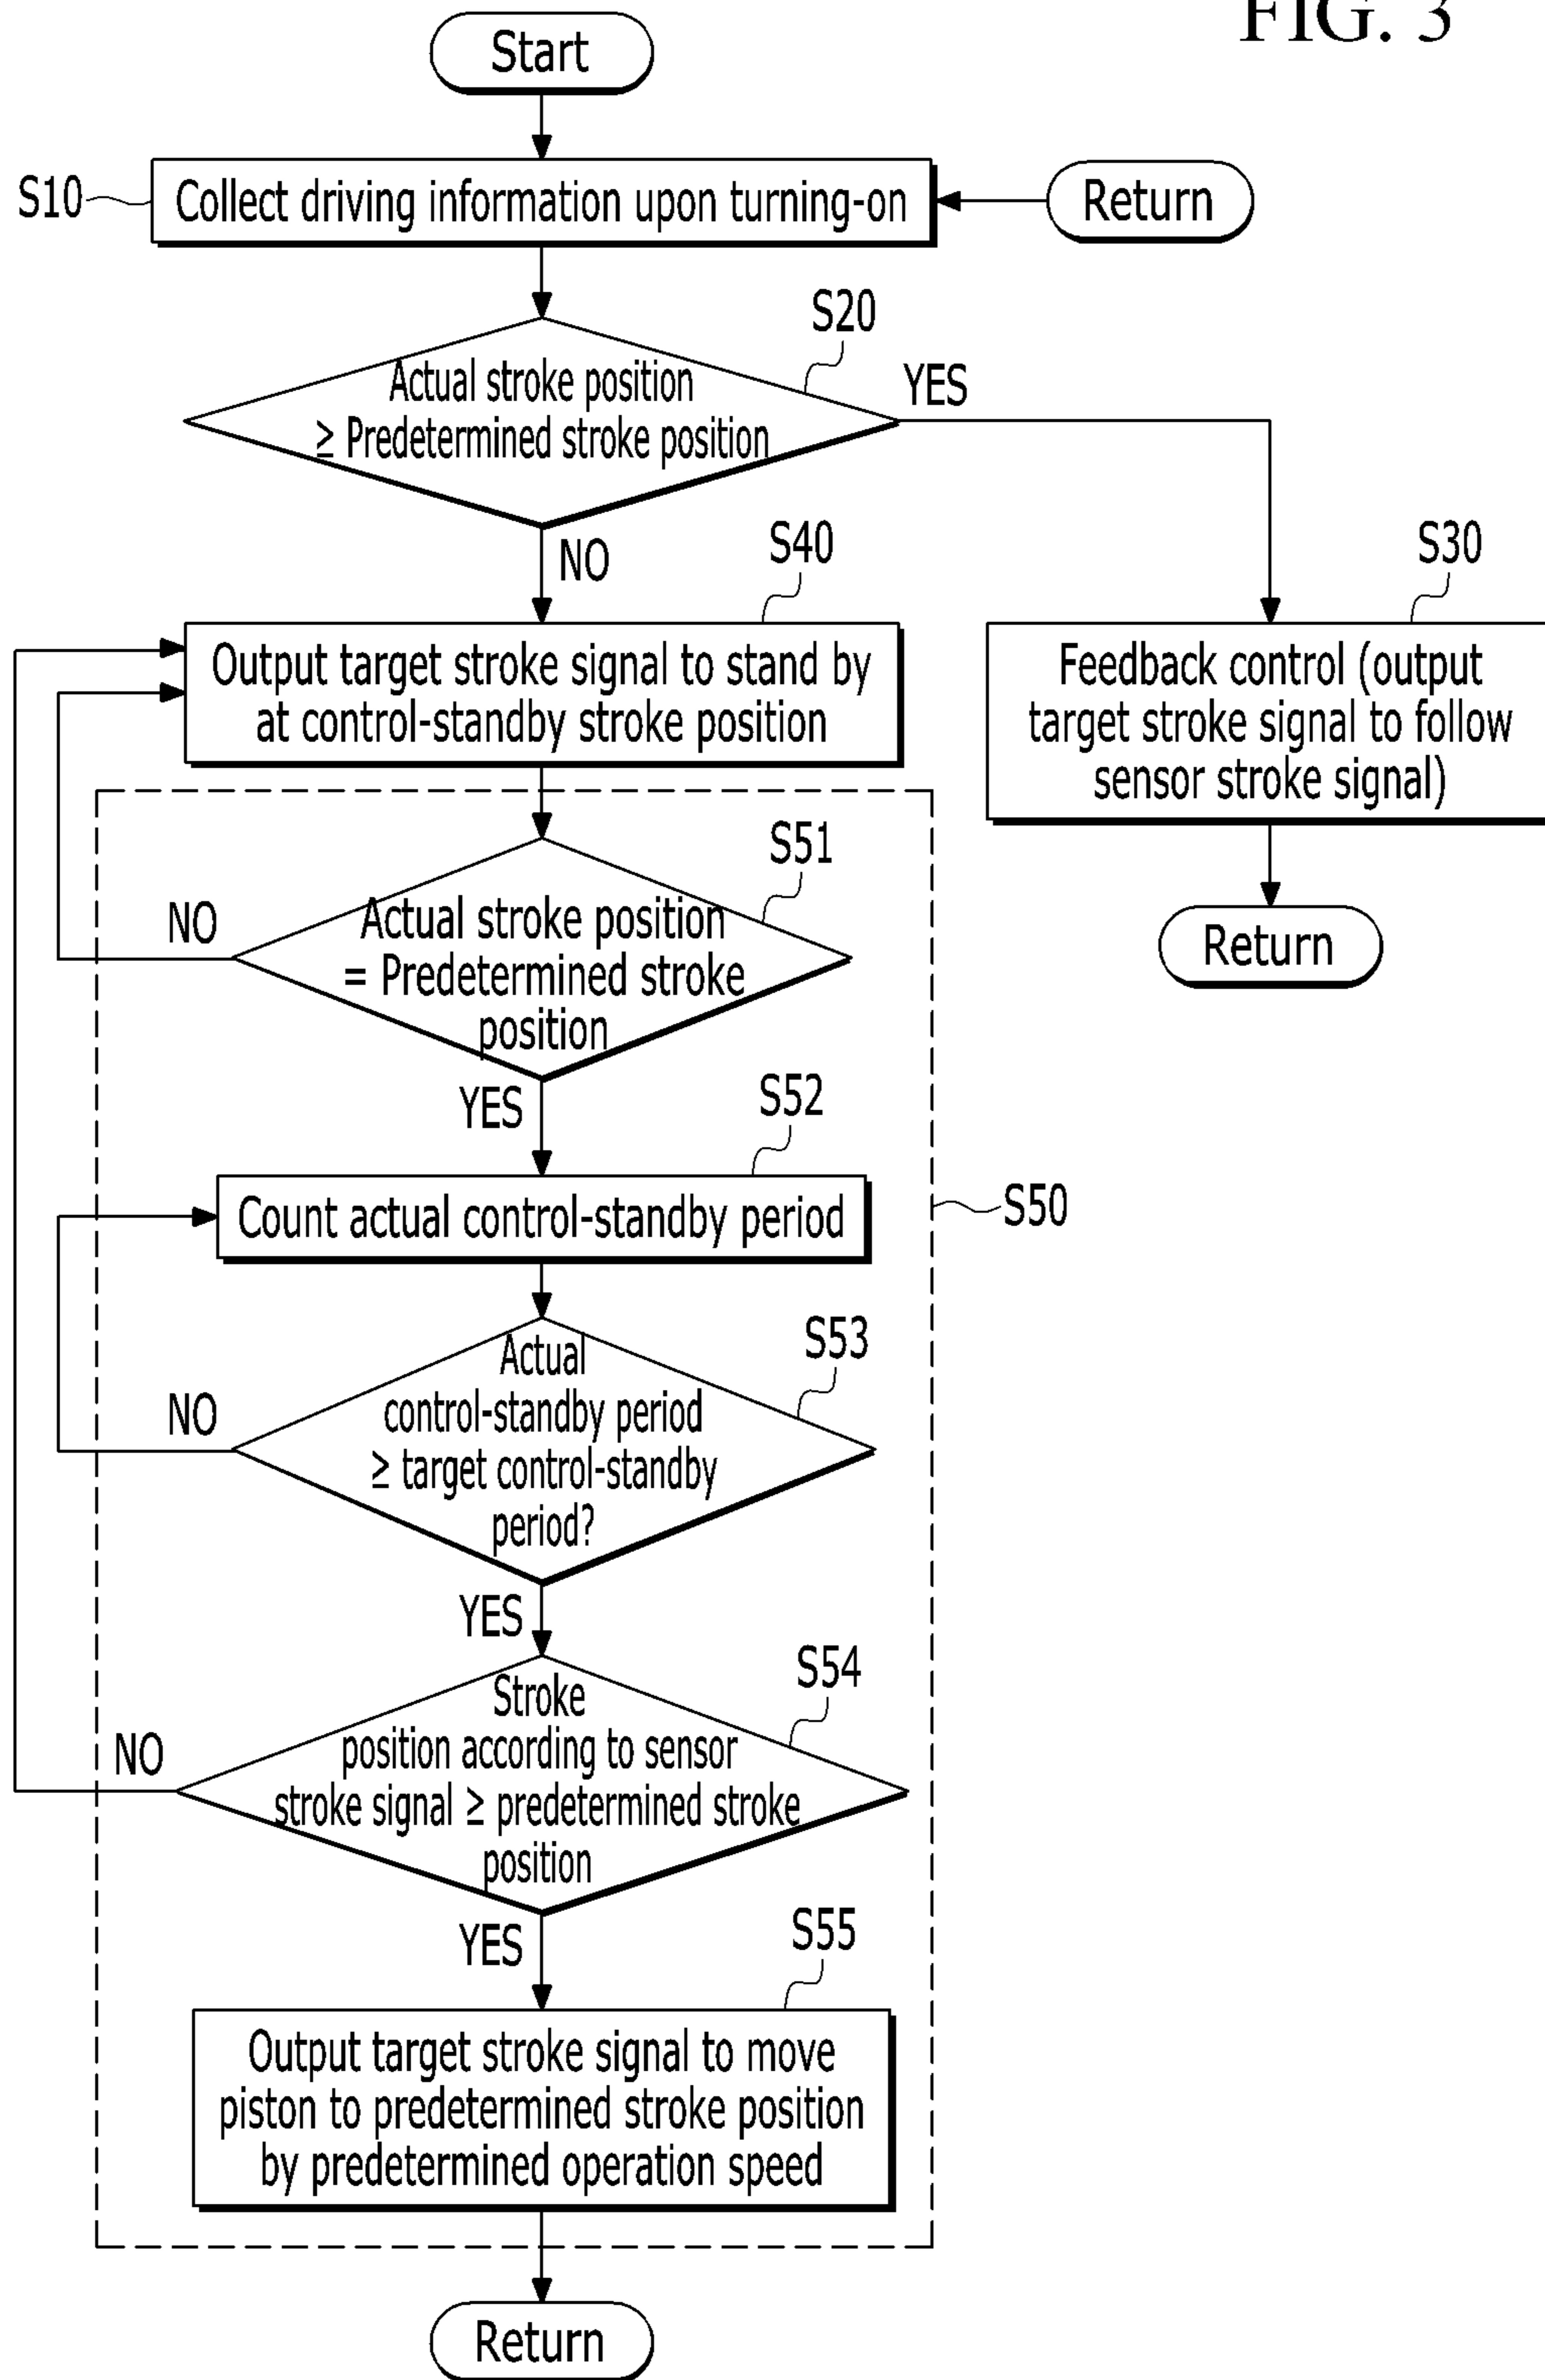 FIG. 3
Start
S10
Collect driving information upon turning-on
Return
S20
Actual stroke position
≥ Predetermined stroke position
YES
NO
S40
Output target stroke signal to stand by
at control-standby stroke position
S30
Feedback control (output
target stroke signal to follow
sensor stroke signal)
Return
S51
Actual stroke position
= Predetermined stroke
position
NO
YES
S52
Count actual control-standby period
S50
S53
Actual
control-standby period
≥ target control-standby
period?
NO
YES
S54
Stroke
position according to sensor
stroke signal ≥ predetermined stroke
position
NO
YES
S55
Output target stroke signal to move
piston to predetermined stroke position
by predetermined operation speed
Return